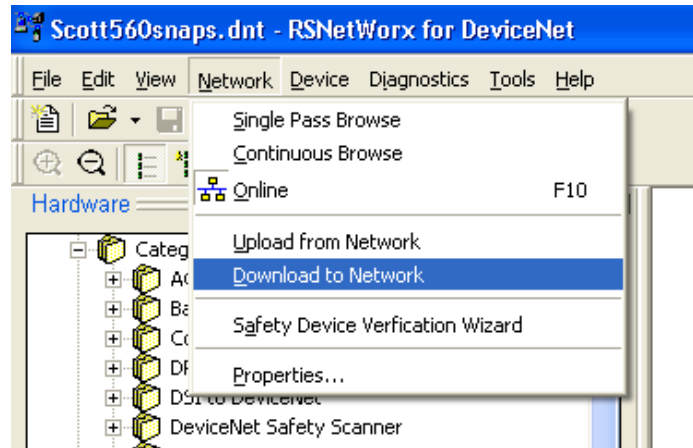 Scott560snaps.dnt - RSNetWorx for DeviceNet
File Edit View Network Device Diagnostics Tools Help
Single Pass Browse
Continuous Browse
Online F10
Hardware
Upload from Network
Categ
Download to Network
Safety Device Verfication Wizard
Properties...
DSI to DeviceNet
DeviceNet Safety Scanner